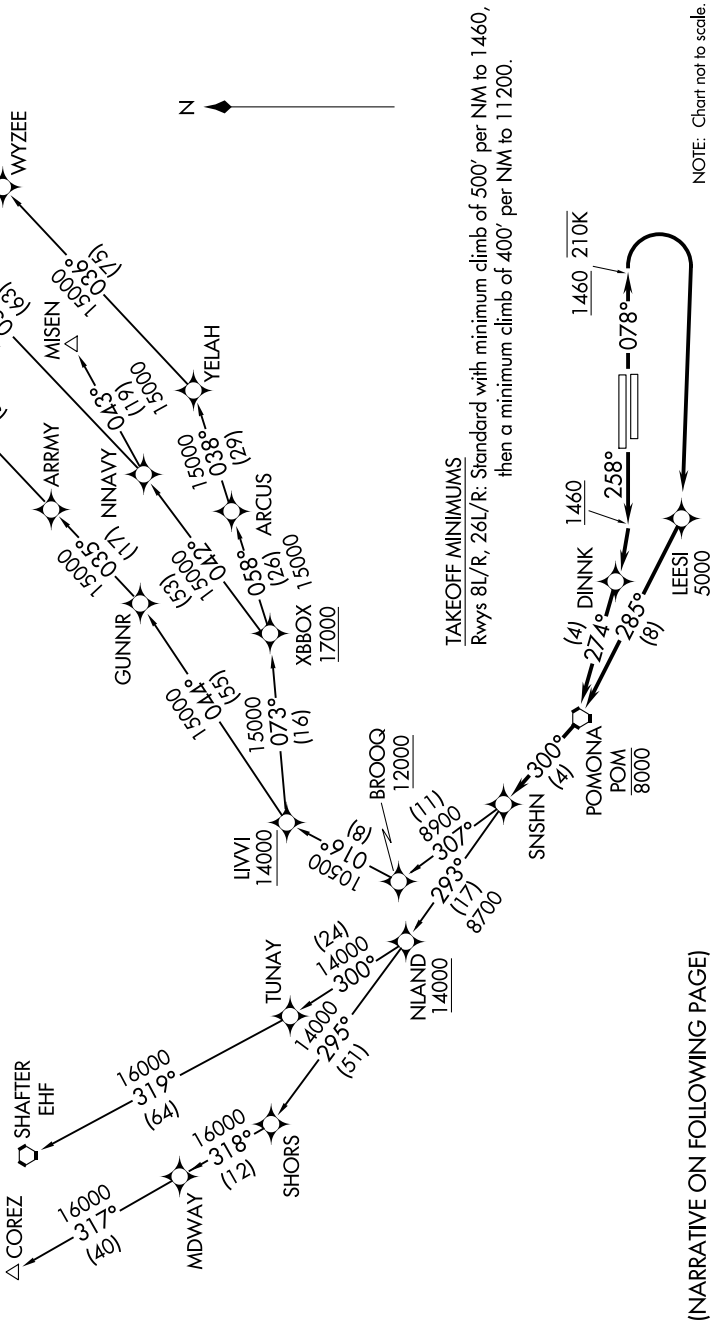 WYZEE
15000
036°
(75)
(63)
MISEN
043°
(19)
15000
YELAH
15000
038°
(29)
ARRMY
NNAVY
ARCUS
15000
035°
(17)
(53)
15000
042°
058°
(26)
15000
GUNNR
XBBOX
17000
15000
044°
(55)
15000
073°
(16)
LIVVI
14000
BROOQ
12000
10500
016°
(8)
(11)
8900
307°
SNSHN
293°
(17)
8700
NLAND
14000
TUNAY
(24)
14000
300°
14000
295°
(51)
SHAFTER
EHF
16000
319°
(64)
SHORS
16000
318°
(12)
MDWAY
COREZ
16000
317°
(40)
N
TAKEOFF MINIMUMS
Rwys 8L/R, 26L/R: Standard with minimum climb of 500' per NM to 1460,
then a minimum climb of 400' per NM to 11200.
1460 210K
078°
258°
1460
DINNK
(4)
274°
285°
(8)
LEESI
5000
POMONA
POM
8000
300°
(4)
NOTE: Chart not to scale.
(NARRATIVE ON FOLLOWING PAGE)